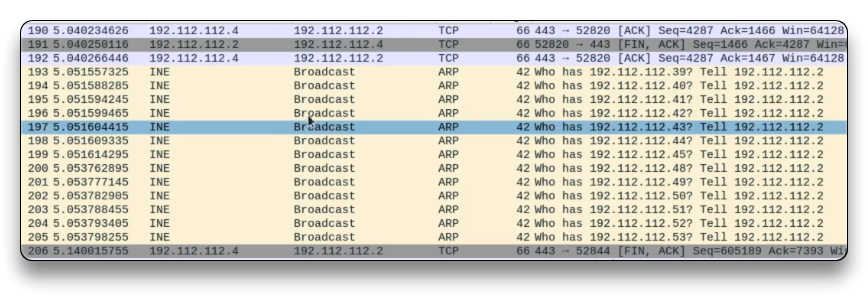 190 5.040234626 192.112.112.4 192.112.112.2 TCP 66 443 → 52820 [ACK] Seq=4287 Ack=1466 Win=64128
191 5.040250116 192.112.112.2 192.112.112.4 TCP 66 52820 → 443 [FIN, ACK] Seq=1466 Ack=4287 Win=
192 5.040266446 192.112.112.4 192.112.112.2 TCP 66 443 → 52820 [ACK] Seq=4287 Ack=1467 Win=64128
193 5.051557325 INE Broadcast ARP 42 Who has 192.112.112.39? Tell 192.112.112.2
194 5.051588285 INE Broadcast ARP 42 Who has 192.112.112.40? Tell 192.112.112.2
195 5.051594245 INE Broadcast ARP 42 Who has 192.112.112.41? Tell 192.112.112.2
196 5.051599465 INE Broadcast ARP 42 Who has 192.112.112.42? Tell 192.112.112.2
197 5.051604415 INE Broadcast ARP 42 Who has 192.112.112.43? Tell 192.112.112.2
198 5.051609335 INE Broadcast ARP 42 Who has 192.112.112.44? Tell 192.112.112.2
199 5.051614295 INE Broadcast ARP 42 Who has 192.112.112.45? Tell 192.112.112.2
200 5.053762895 INE Broadcast ARP 42 Who has 192.112.112.48? Tell 192.112.112.2
201 5.053777145 INE Broadcast ARP 42 Who has 192.112.112.49? Tell 192.112.112.2
202 5.053782905 INE Broadcast ARP 42 Who has 192.112.112.50? Tell 192.112.112.2
203 5.053788455 INE Broadcast ARP 42 Who has 192.112.112.51? Tell 192.112.112.2
204 5.053793405 INE Broadcast ARP 42 Who has 192.112.112.52? Tell 192.112.112.2
205 5.053798255 INE Broadcast ARP 42 Who has 192.112.112.53? Tell 192.112.112.2
206 5.140015755 192.112.112.4 192.112.112.2 TCP 66 443 → 52844 [FIN, ACK] Seq=605189 Ack=7393 Wi